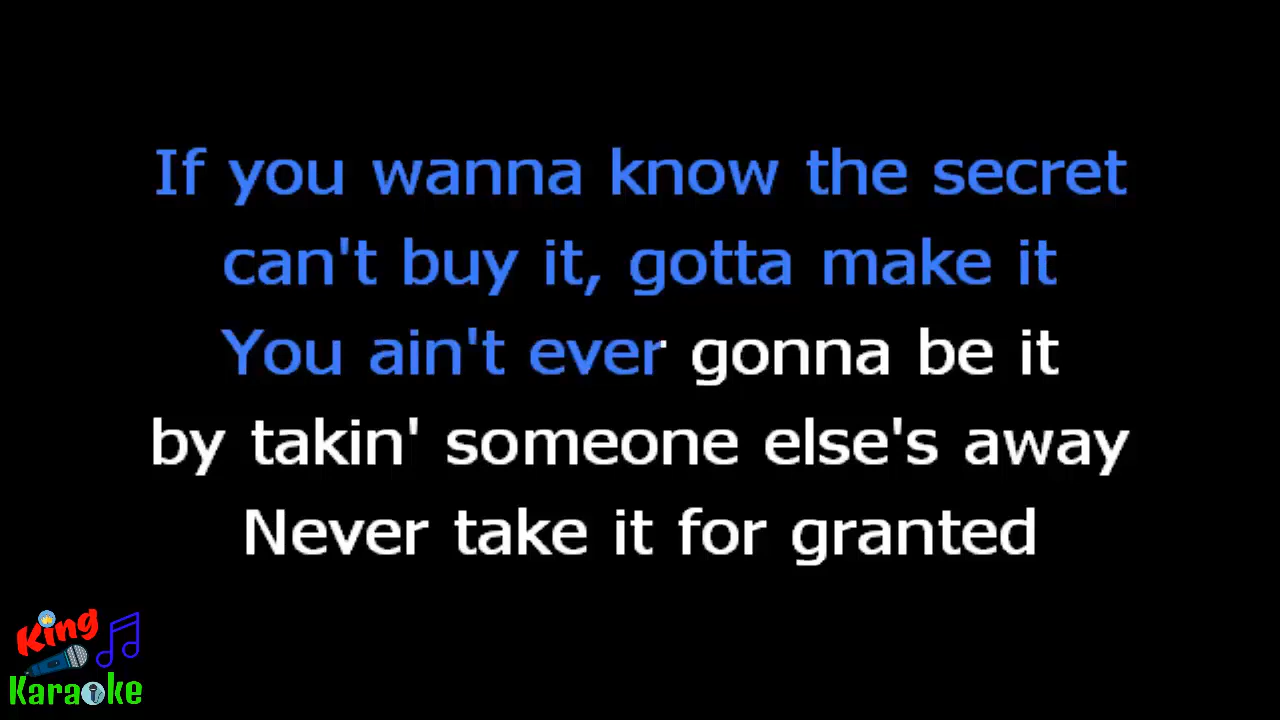 If you wanna know the secret
can't buy it, gotta make it
You ain't ever gonna be it
by takin' someone else's away
Never take it for granted
King
Karaoke